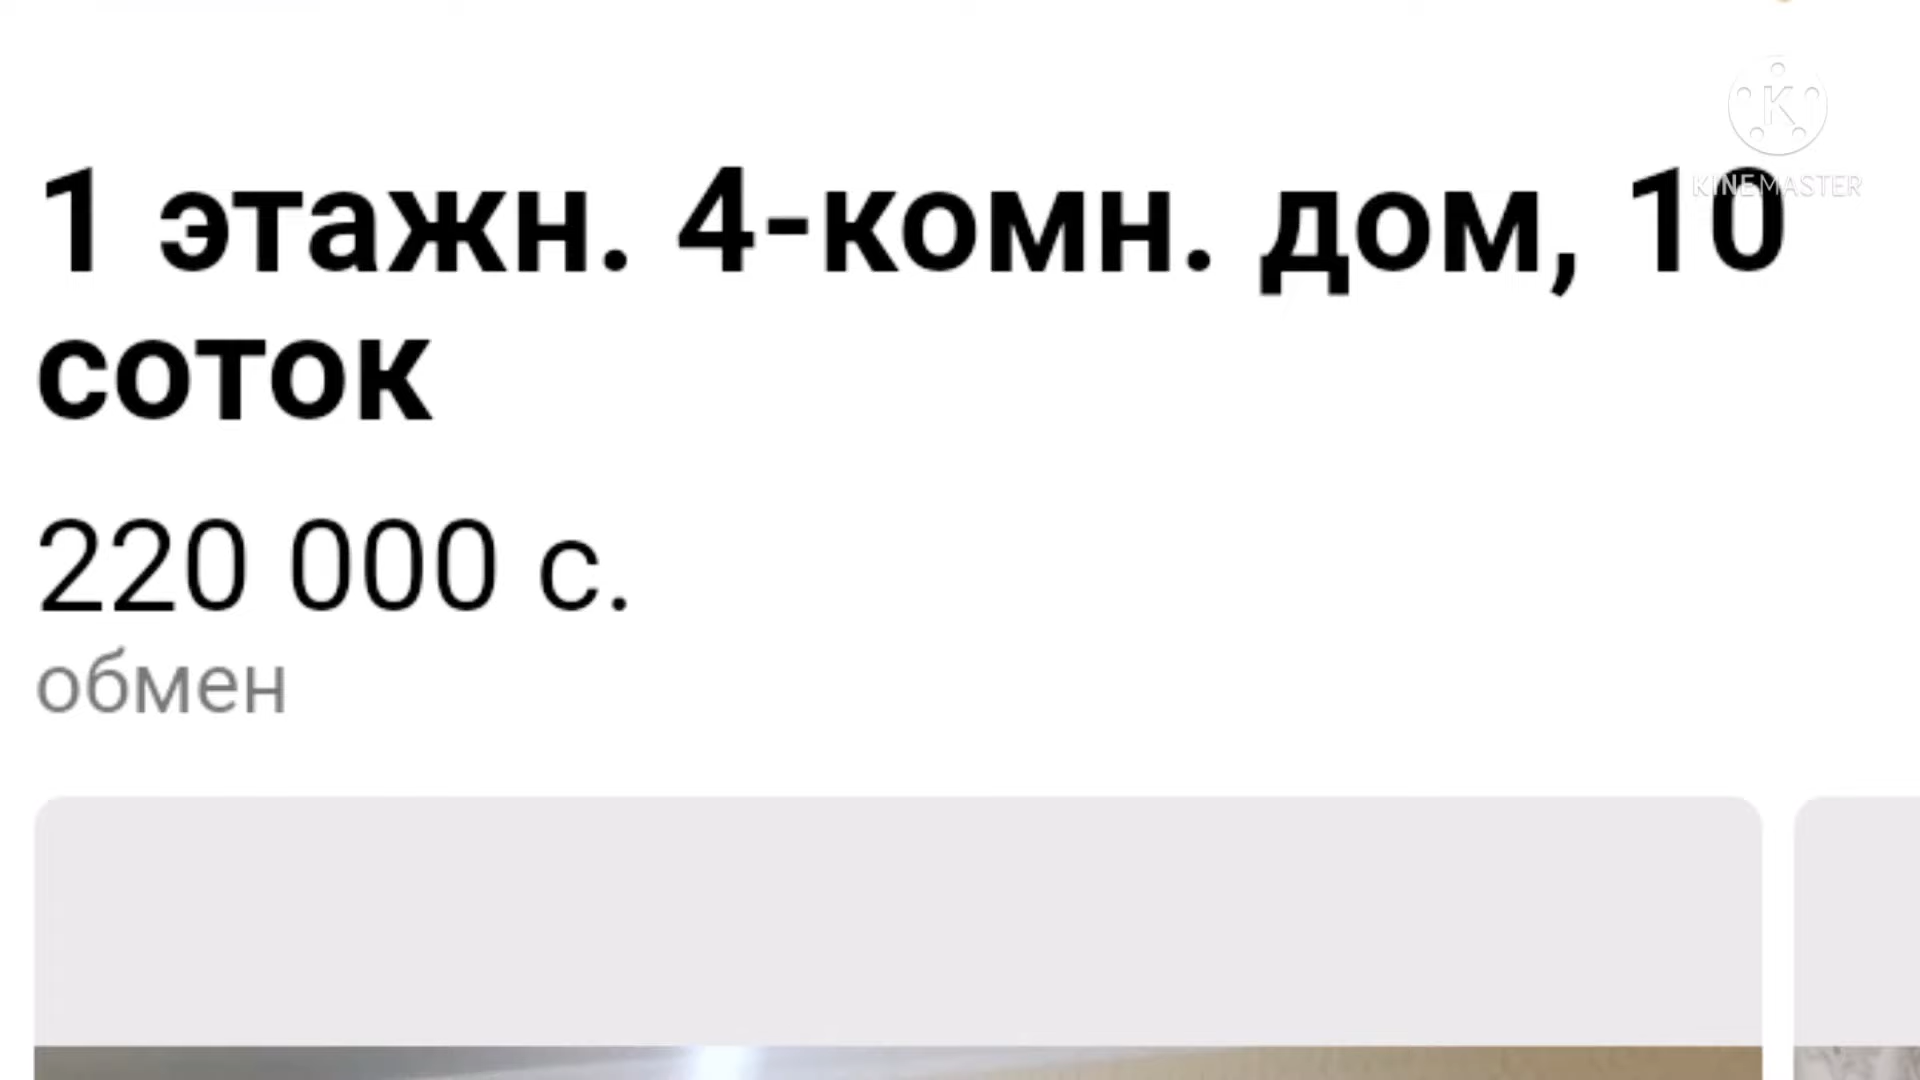 K
KINEMASTER
1 этажн. 4-комн. дом, 10
соток
220 000 с.
обмен